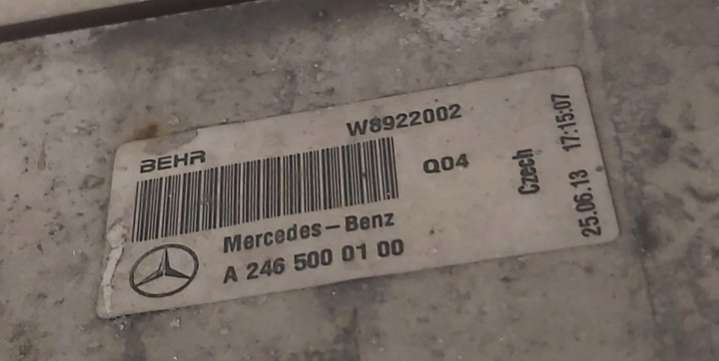 W8922002
BEHR
Q04
Czech
25.06.13 17:15:07
Mercedes-Benz
A 246 500 01 00